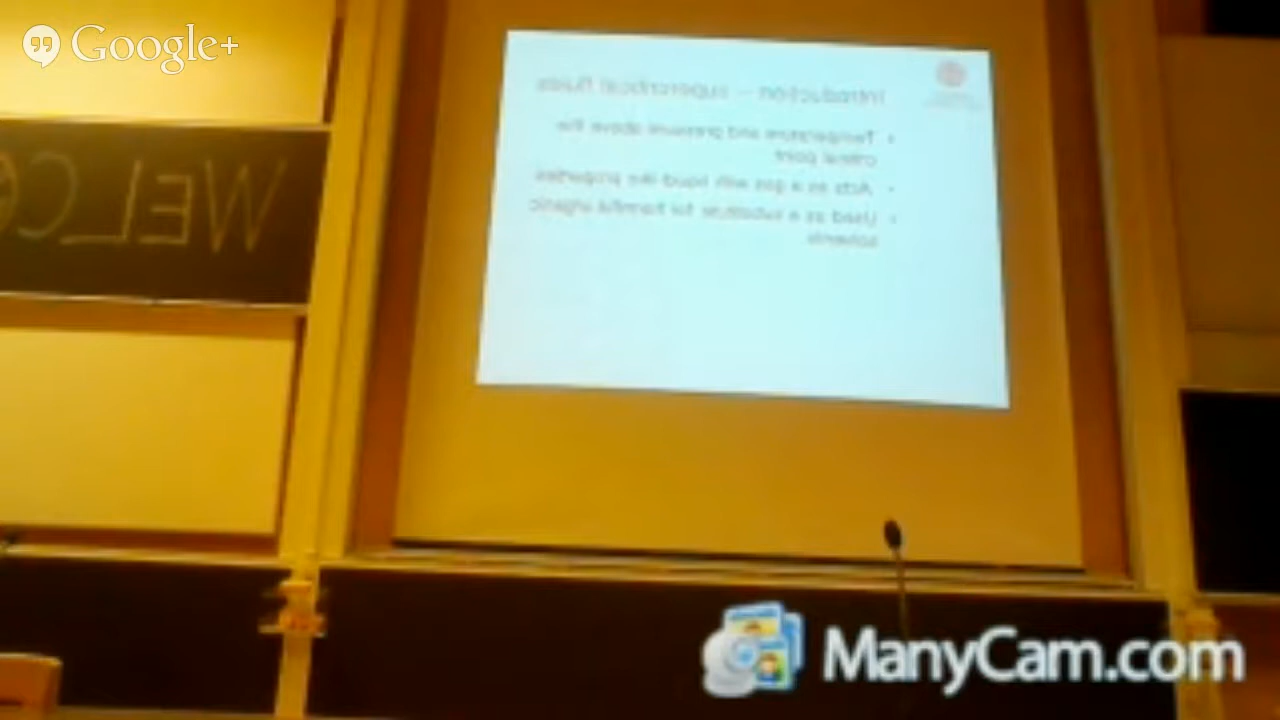 Google+
WELCO
Introduction – supercritical fluids
• Temperature and pressure above the
critical point
• Acts as a gas with liquid like properties
• Used as a substitute for harmful organic
solvents
ManyCam.com